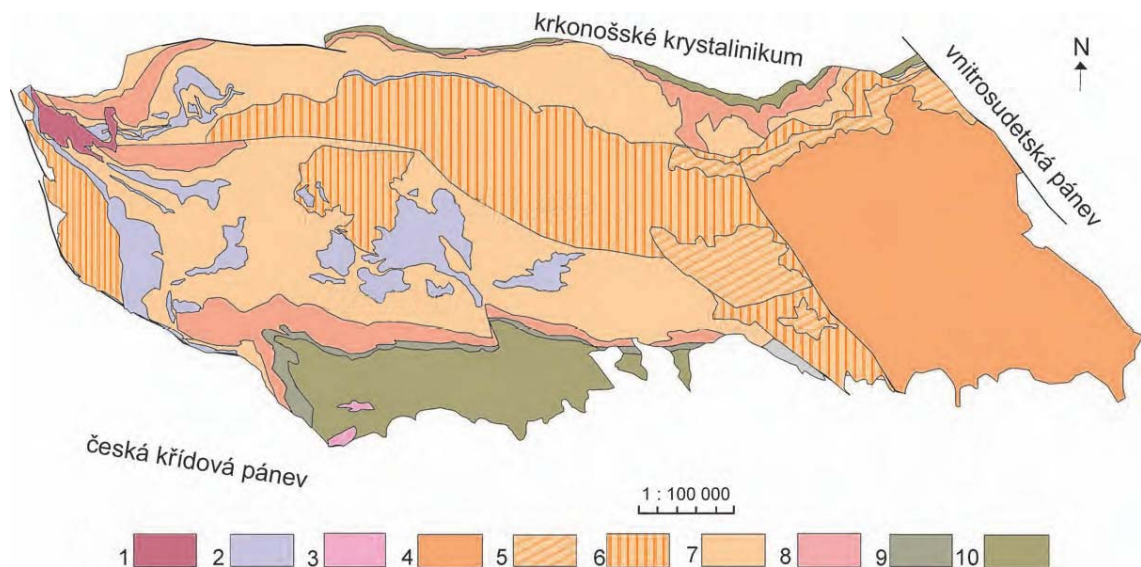 krkonošské krystalinikum
N
vnitrosudetská pánev
česká křídová pánev
1 : 100 000
1 2 3 4 5 6 7 8 9 10